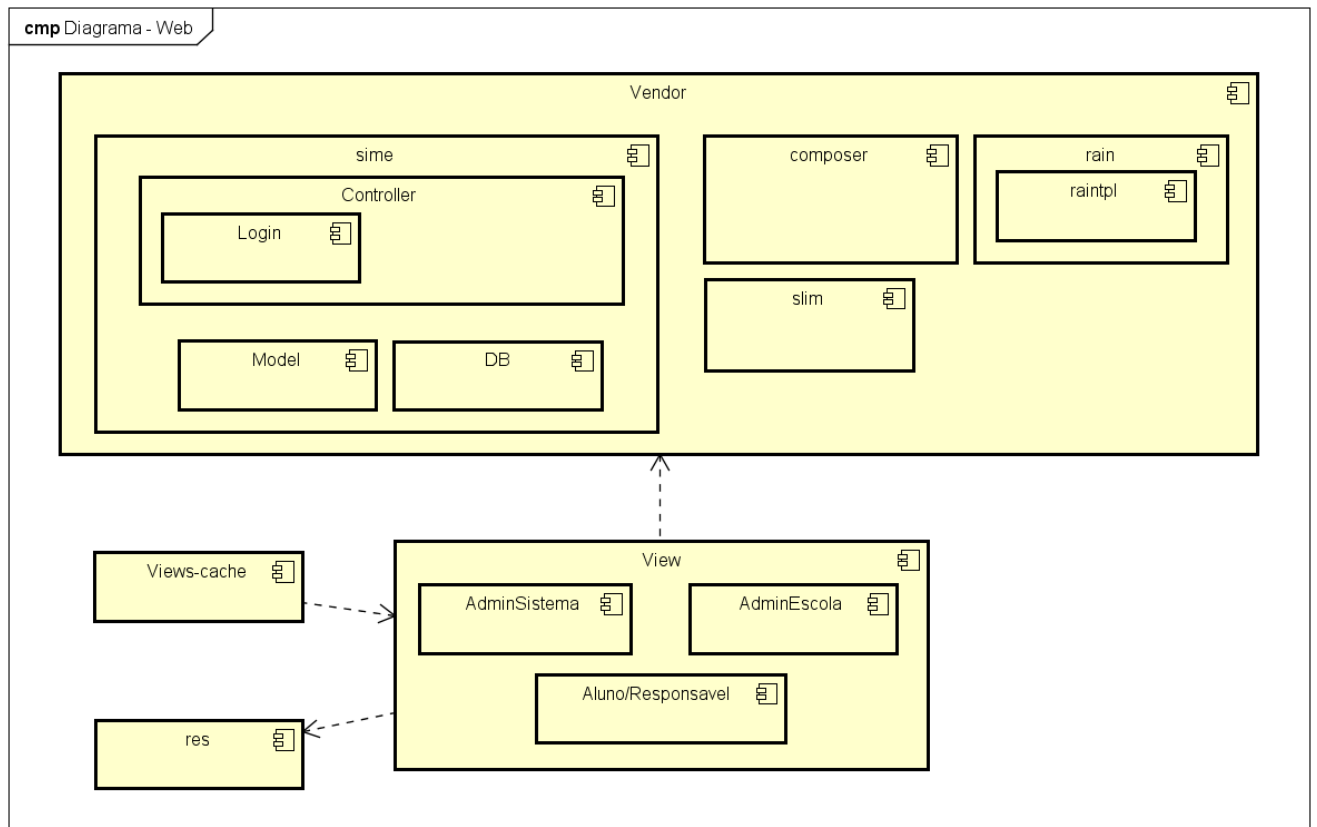 cmp Diagrama - Web
Vendor
sime
composer
rain
Controller
raintpl
Login
slim
Model
DB
View
Views-cache
AdminSistema
AdminEscola
Aluno/Responsavel
res